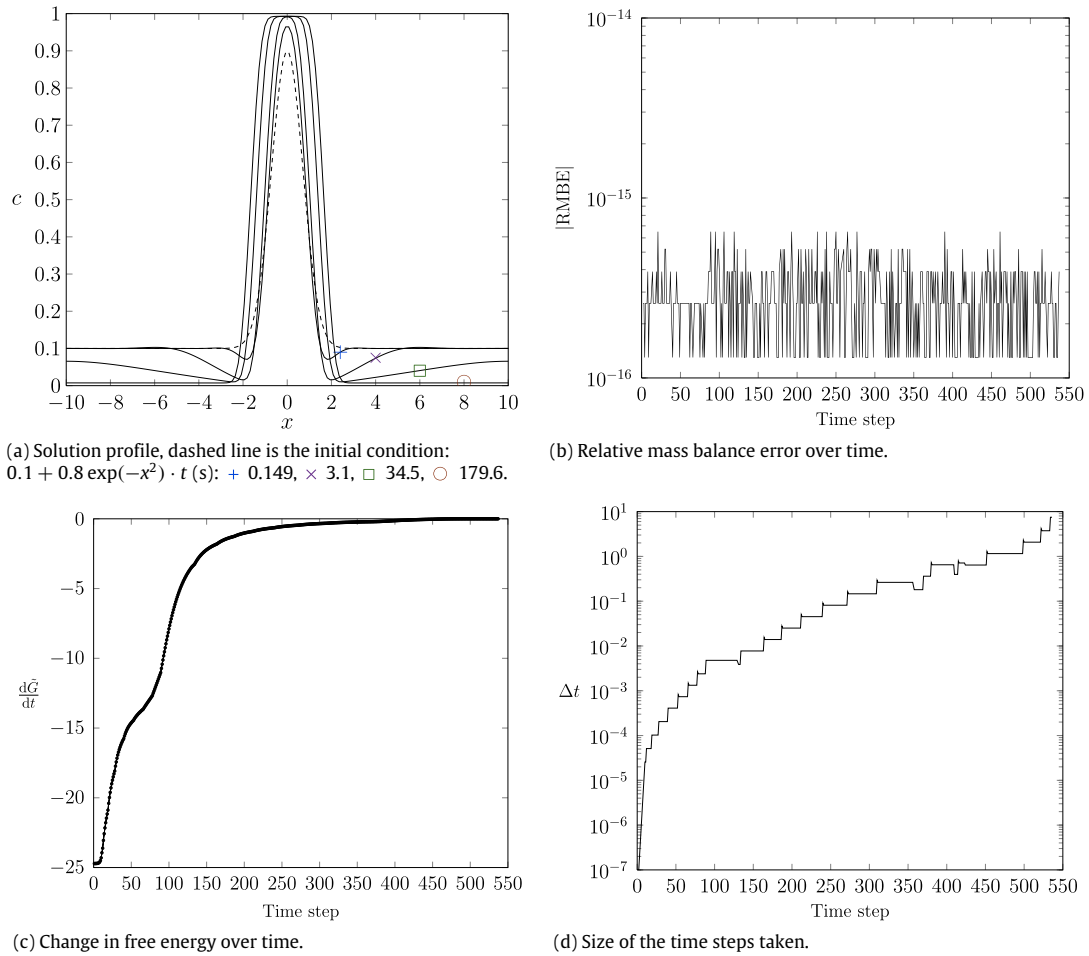 1
0.9
0.8
0.7
0.6
c
0.5
0.4
0.3
0.2
0.1
0
−10 −8 −6 −4 −2 0 2 4 6 8 10
x
(a) Solution profile, dashed line is the initial condition:
0.1 + 0.8 exp(−x²) · t (s): + 0.149, × 3.1, □ 34.5, ○ 179.6.
10⁻¹⁴
10⁻¹⁵
|RMBE|
10⁻¹⁶
0 50 100 150 200 250 300 350 400 450 500 550
Time step
(b) Relative mass balance error over time.
0
−5
−10
dG̃/dt
−15
−20
−25
0 50 100 150 200 250 300 350 400 450 500 550
Time step
(c) Change in free energy over time.
10¹
10⁰
10⁻¹
10⁻²
Δt
10⁻³
10⁻⁴
10⁻⁵
10⁻⁶
10⁻⁷
0 50 100 150 200 250 300 350 400 450 500 550
Time step
(d) Size of the time steps taken.